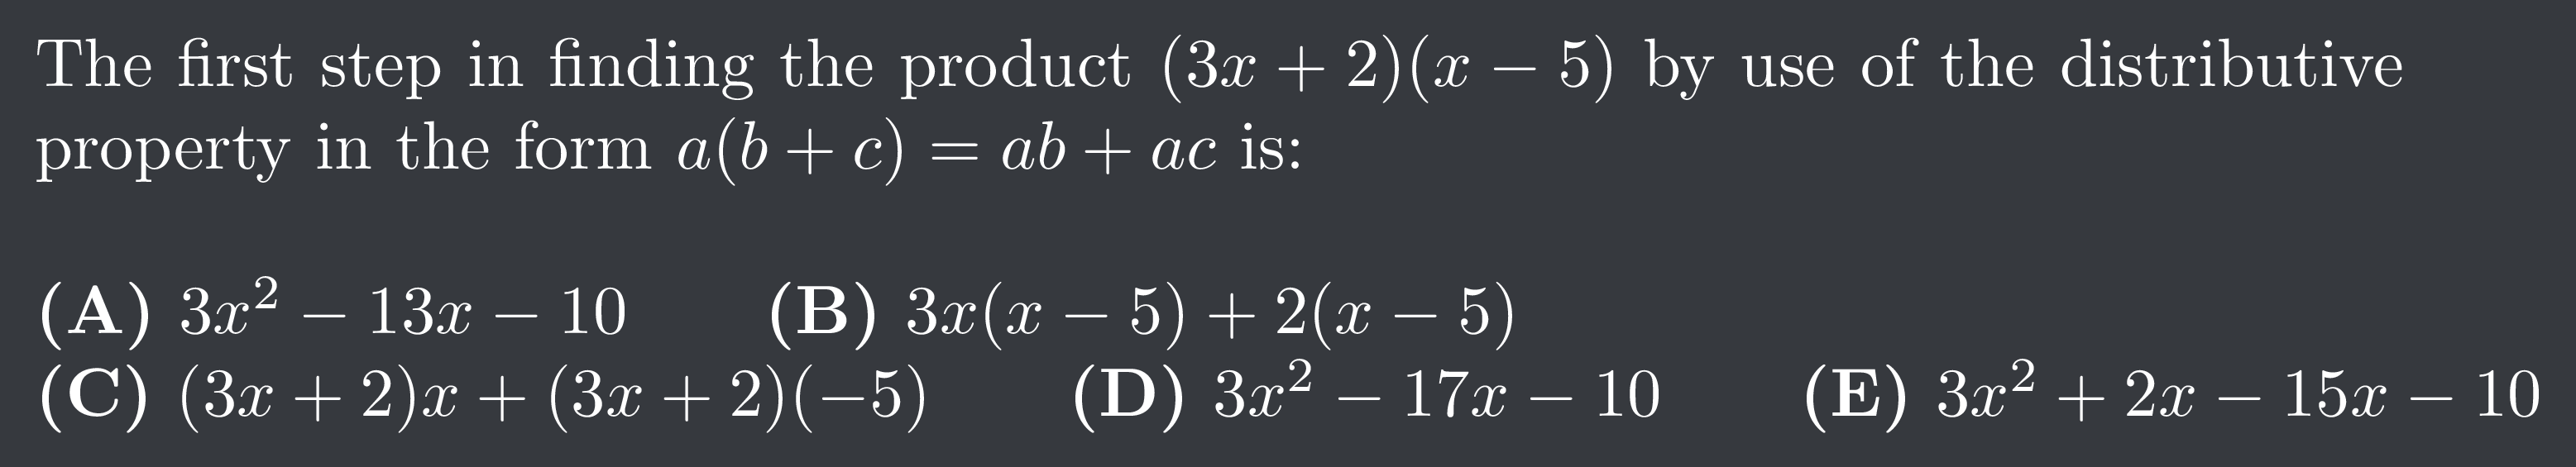 The first step in finding the product (3x + 2)(x − 5) by use of the distributive
property in the form a(b + c) = ab + ac is:
(A) 3x² − 13x − 10 (B) 3x(x − 5) + 2(x − 5)
(C) (3x + 2)x + (3x + 2)(−5) (D) 3x² − 17x − 10 (E) 3x² + 2x − 15x − 10